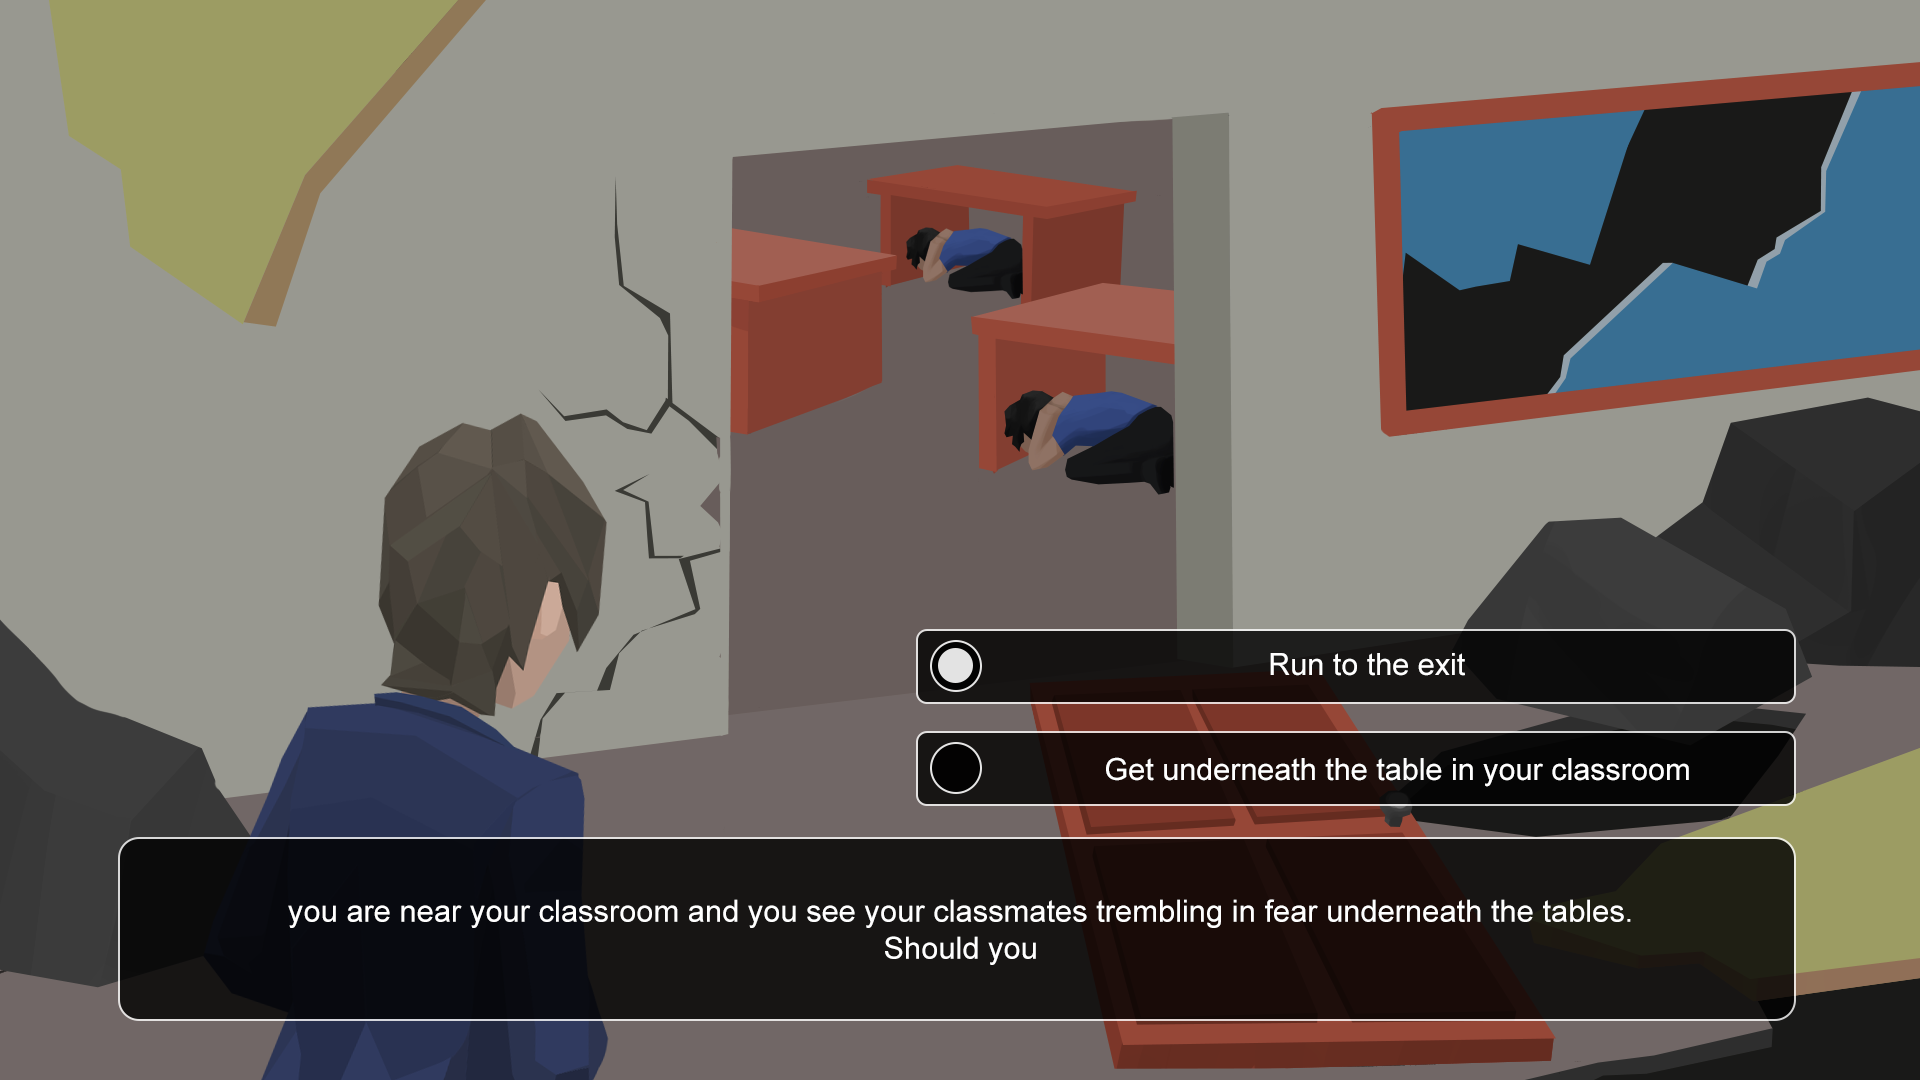 Run to the exit
Get underneath the table in your classroom
you are near your classroom and you see your classmates trembling in fear underneath the tables.
Should you